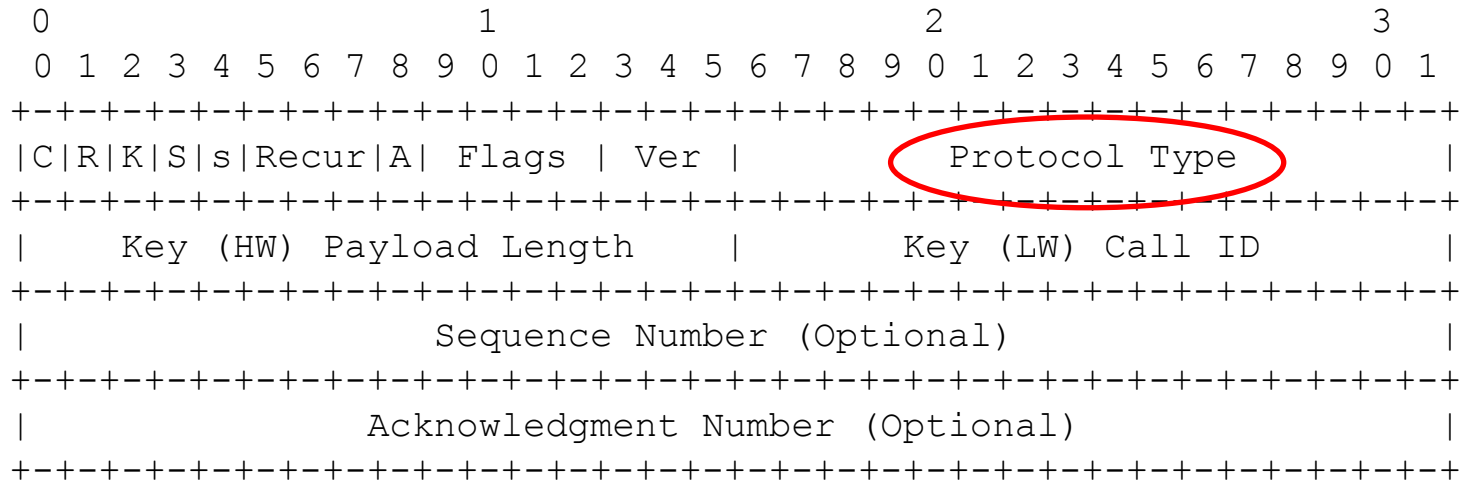 0                   1                   2                   3
0 1 2 3 4 5 6 7 8 9 0 1 2 3 4 5 6 7 8 9 0 1 2 3 4 5 6 7 8 9 0 1
+-+-+-+-+-+-+-+-+-+-+-+-+-+-+-+-+-+-+-+-+-+-+-+-+-+-+-+-+-+-+-+-+
|C|R|K|S|s|Recur|A| Flags | Ver |         Protocol Type         |
+-+-+-+-+-+-+-+-+-+-+-+-+-+-+-+-+-+-+-+-+-+-+-+-+-+-+-+-+-+-+-+-+
|    Key (HW) Payload Length    |       Key (LW) Call ID        |
+-+-+-+-+-+-+-+-+-+-+-+-+-+-+-+-+-+-+-+-+-+-+-+-+-+-+-+-+-+-+-+-+
|                  Sequence Number (Optional)                   |
+-+-+-+-+-+-+-+-+-+-+-+-+-+-+-+-+-+-+-+-+-+-+-+-+-+-+-+-+-+-+-+-+
|               Acknowledgment Number (Optional)                |
+-+-+-+-+-+-+-+-+-+-+-+-+-+-+-+-+-+-+-+-+-+-+-+-+-+-+-+-+-+-+-+-+